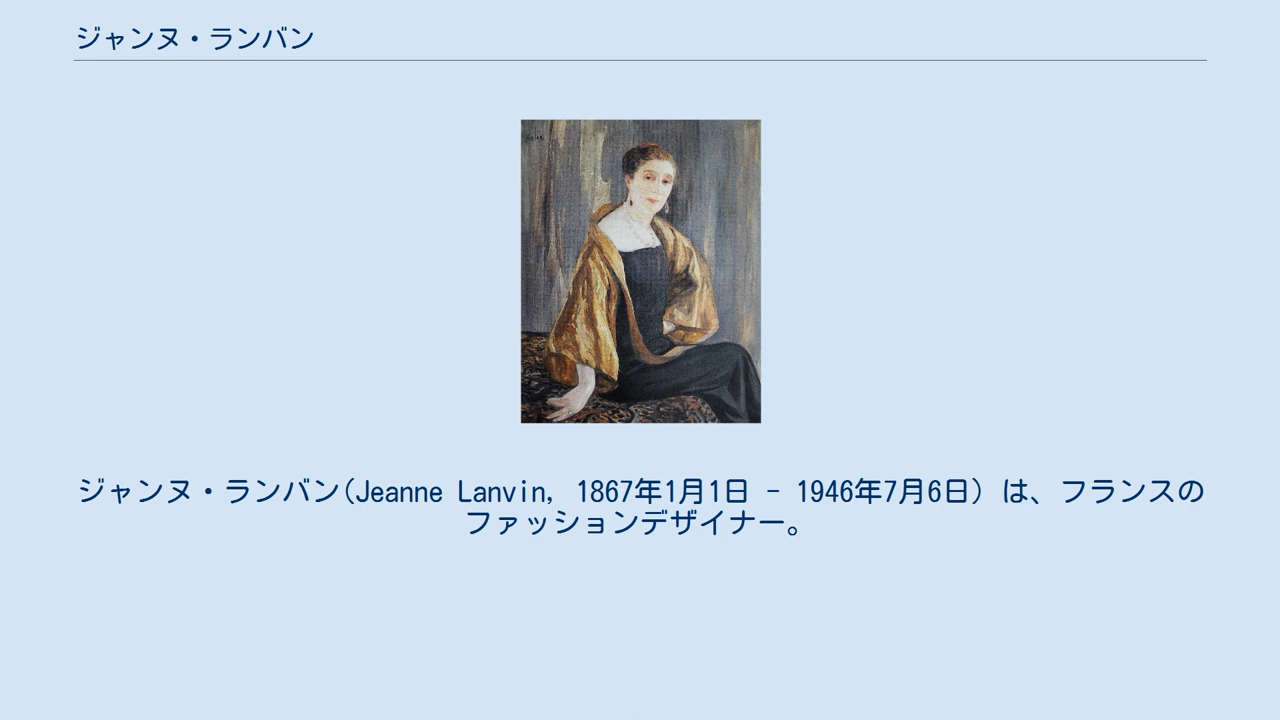 ジャンヌ・ランバン
ジャンヌ・ランバン(Jeanne Lanvin, 1867年1月1日 - 1946年7月6日) は、フランスの
ファッションデザイナー。